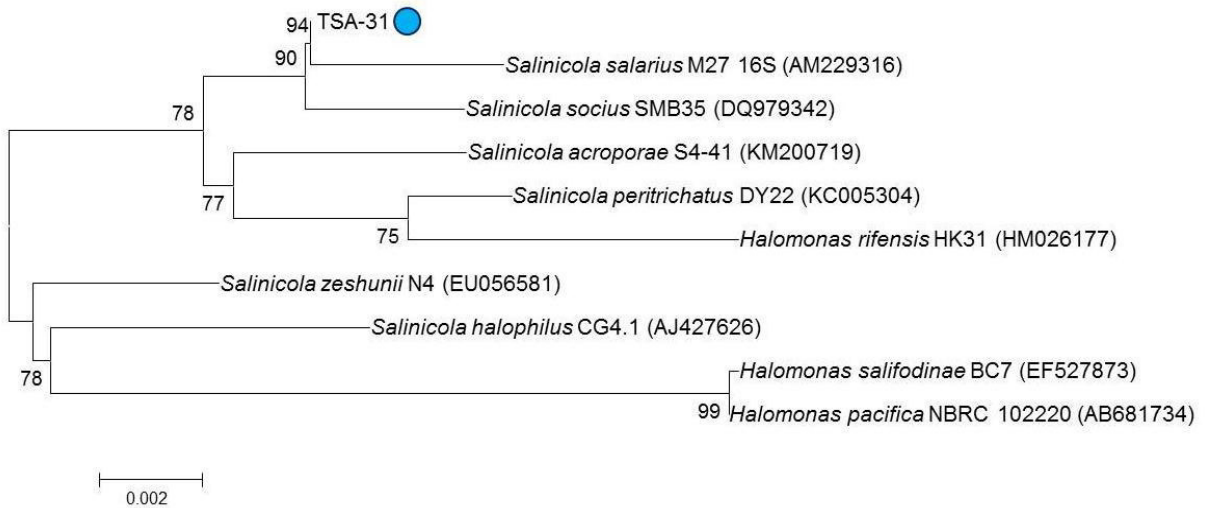 94 TSA-31
90
Salinicola salarius M27 16S (AM229316)
Salinicola socius SMB35 (DQ979342)
78
Salinicola acroporae S4-41 (KM200719)
77
Salinicola peritrichatus DY22 (KC005304)
75
Halomonas rifensis HK31 (HM026177)
Salinicola zeshunii N4 (EU056581)
Salinicola halophilus CG4.1 (AJ427626)
78
Halomonas salifodinae BC7 (EF527873)
99
Halomonas pacifica NBRC 102220 (AB681734)
0.002